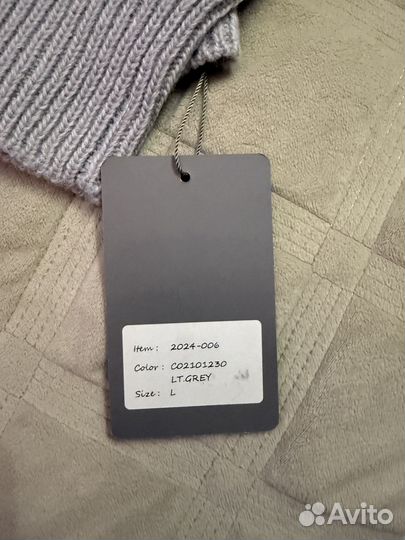 Item : 2024-006
Color : C02101230
LT.GREY
Size : L
Avito